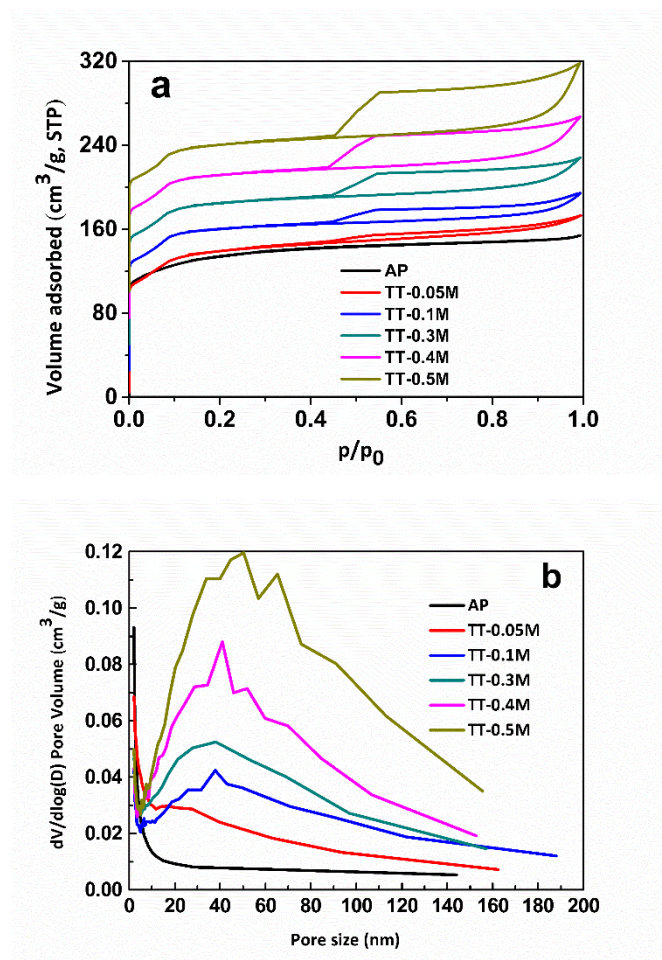 a
320
240
160
80
0
Volume adsorbed (cm³/g, STP)
AP
TT-0.05M
TT-0.1M
TT-0.3M
TT-0.4M
TT-0.5M
0.0 0.2 0.4 0.6 0.8 1.0
p/p₀
b
0.12
0.10
0.08
0.06
0.04
0.02
0.00
dV/dlog(D) Pore Volume (cm³/g)
AP
TT-0.05M
TT-0.1M
TT-0.3M
TT-0.4M
TT-0.5M
0 20 40 60 80 100 120 140 160 180 200
Pore size (nm)